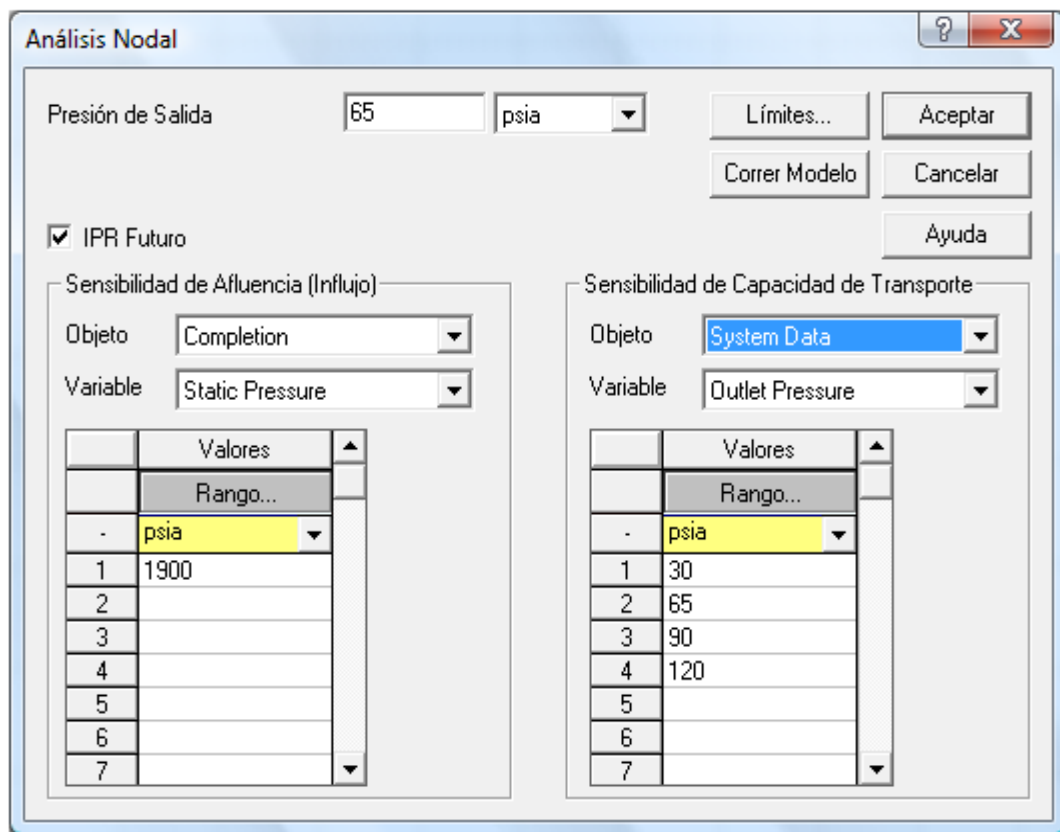 Análisis Nodal
Presión de Salida 65 psia Límites... Aceptar
Correr Modelo Cancelar
IPR Futuro Ayuda
Sensibilidad de Afluencia (Influjo)
Objeto Completion
Variable Static Pressure
Valores
Rango...
- psia
1 1900
2
3
4
5
6
7
Sensibilidad de Capacidad de Transporte
Objeto System Data
Variable Outlet Pressure
Valores
Rango...
- psia
1 30
2 65
3 90
4 120
5
6
7